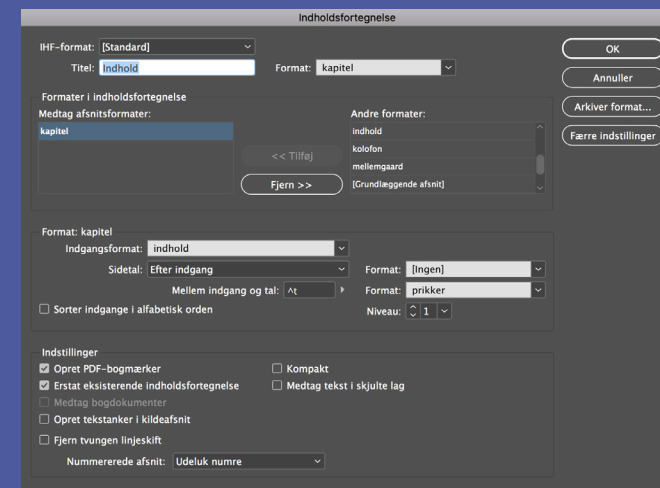 Indholdsfortegnelse
IHF-format: [Standard]
OK
Titel: Indhold Format: kapitel
Annuller
Formater i indholdsfortegnelse
Arkiver format...
Medtag afsnitsformater: Andre formater:
kapitel
indhold
Færre indstillinger
kolofon
<< Tilføj
mellemgaard
Fjern >>
[Grundlæggende afsnit]
Format: kapitel
Indgangsformat: indhold
Sidetal: Efter indgang Format: [Ingen]
Mellem indgang og tal: ^t Format: prikker
Sorter indgange i alfabetisk orden Niveau: 1
Indstillinger
Opret PDF-bogmærker Kompakt
Erstat eksisterende indholdsfortegnelse Medtag tekst i skjulte lag
Medtag bogdokumenter
Opret tekstanker i kildeafsnit
Fjern tvungen linjeskift
Nummererede afsnit: Udeluk numre